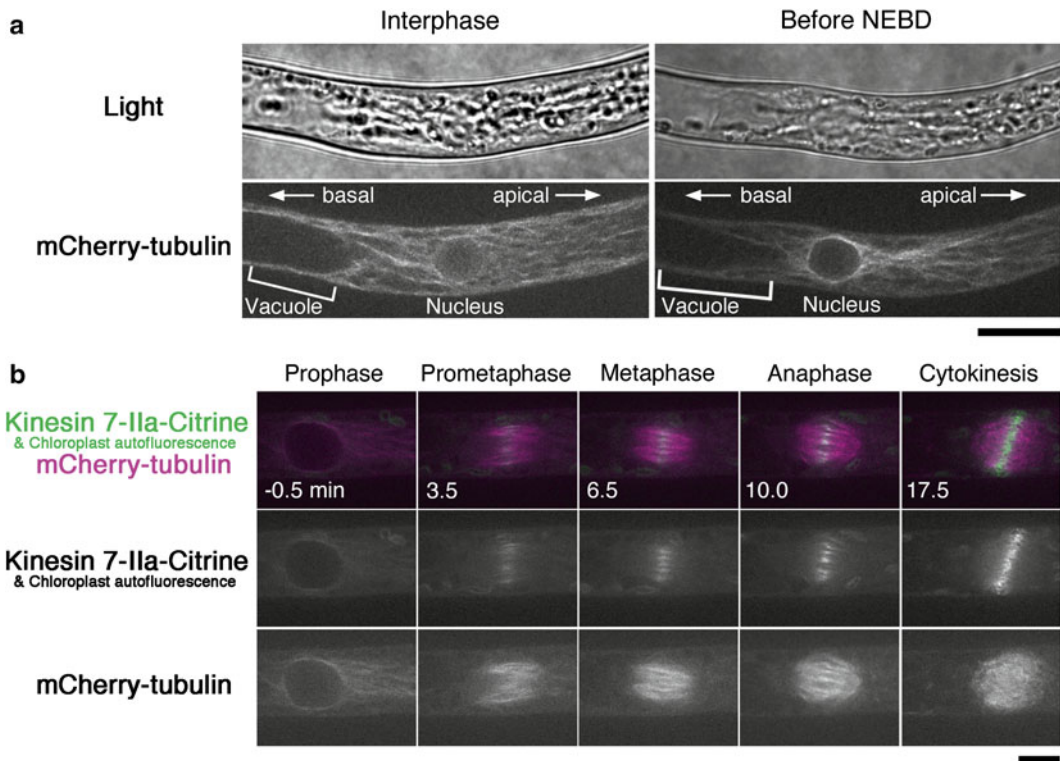 a
Interphase
Before NEBD
Light
mCherry-tubulin
← basal
apical →
← basal
apical →
Vacuole
Nucleus
Vacuole
Nucleus
b
Prophase
Prometaphase
Metaphase
Anaphase
Cytokinesis
Kinesin 7-IIa-Citrine
& Chloroplast autofluorescence
mCherry-tubulin
-0.5 min
3.5
6.5
10.0
17.5
Kinesin 7-IIa-Citrine
& Chloroplast autofluorescence
mCherry-tubulin